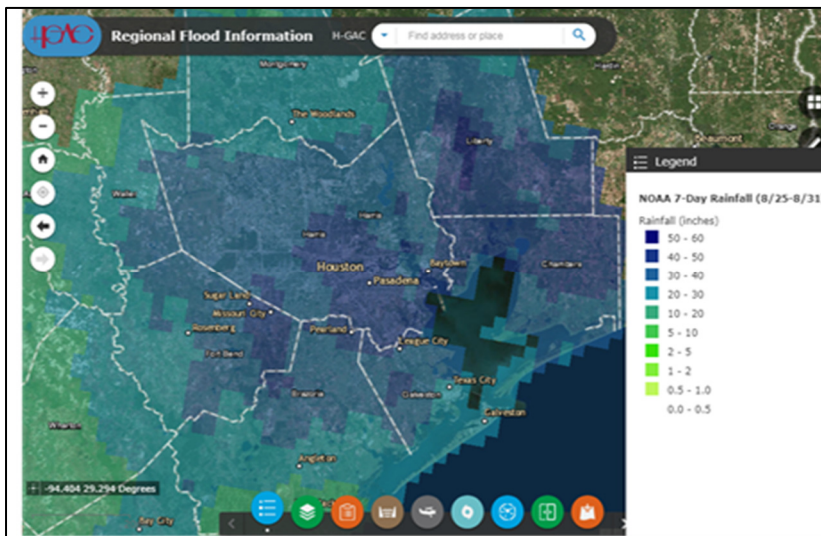 H-GAC
Regional Flood Information
H-GAC
Find address or place
Montgomery
Hardin
The Woodlands
Beaumont
Orange
Liberty
Legend
Waller
Harris
NOAA 7-Day Rainfall (8/25-8/31
Rainfall (inches)
50 - 60
40 - 50
30 - 40
20 - 30
10 - 20
5 - 10
2 - 5
1 - 2
0.5 - 1.0
0.0 - 0.5
Harris
Houston
Baytown
Chambers
Pasadena
Sugar Land
Missouri City
Rosenberg
Pearland
League City
Fort Bend
Texas City
Brazoria
Galveston
Galveston
Wharton
Angleton
-94.404 29.294 Degrees
Bay City